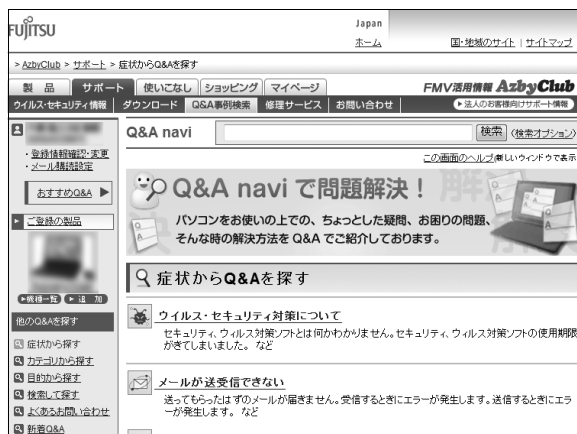 FUJITSU
Japan
ホーム
国・地域のサイト | サイトマップ
> AzbyClub > サポート > 症状からQ&Aを探す
製 品 サポート 使いこなし ショッピング マイページ FMV活用情報 AzbyClub
ウイルス・セキュリティ情報 ダウンロード Q&A事例検索 修理サービス お問い合わせ 法人のお客様向けサポート情報
Q&A navi 検索 (検索オプション)
・登録情報確認・変更
・メール購読設定
この画面のヘルプ(新しいウィンドウで表示
おすすめQ&A
Q&A navi で問題解決!
パソコンをお使いの上での、ちょっとした疑問、お困りの問題、
そんな時の解決方法を Q&A でご紹介しております。
ご登録の製品
機種一覧 追 加
症状からQ&Aを探す
他のQ&Aを探す
症状から探す
カテゴリから探す
目的から探す
検索して探す
よくあるお問い合わせ
新着Q&A
ウイルス・セキュリティ対策について
セキュリティ、ウイルス対策ソフトとは何かわかりません。セキュリティ、ウイルス対策ソフトの使用期限
がきてしまいました。 など
メールが送受信できない
送ってもらったはずのメールが届きません。受信するときにエラーが発生します。送信するときにエラ
ーが発生します。 など